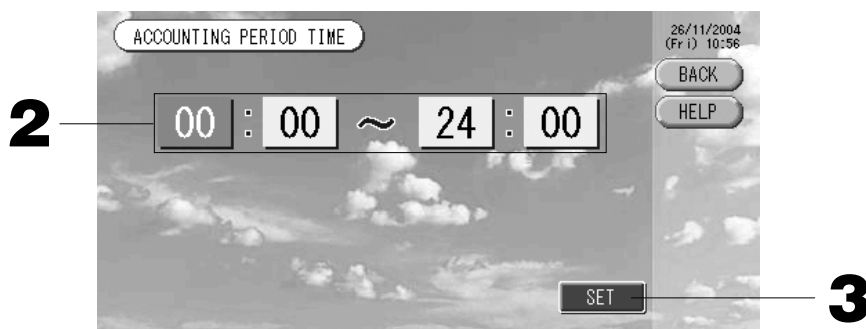 ACCOUNTING PERIOD TIME
26/11/2004
(Fri) 10:56
BACK
HELP
2
00 : 00 ~ 24 : 00
SET
3